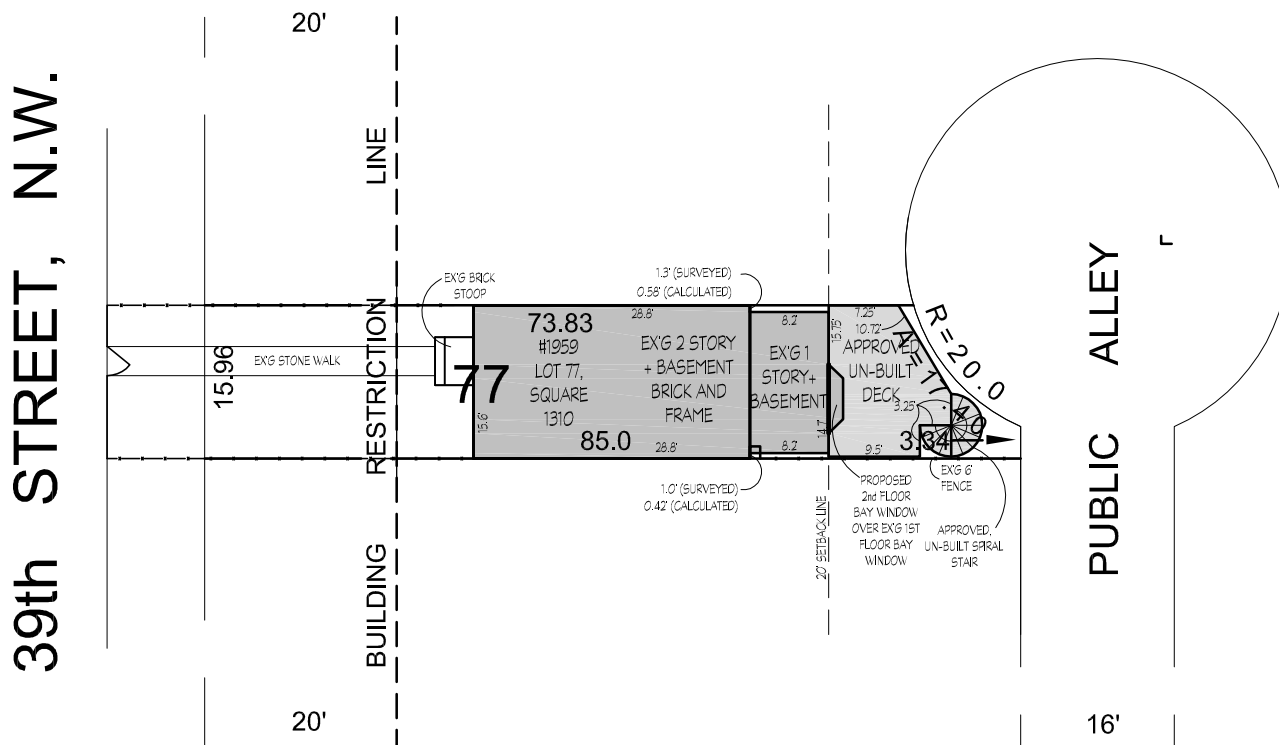 39th STREET, N.W.
20'
20'
BUILDING RESTRICTION LINE
15.96
EX'G STONE WALK
EX'G BRICK
STOOP
77
73.83
#1959
LOT 77,
SQUARE
1310
85.0
28.8'
28.8'
15.6'
EX'G 2 STORY
+ BASEMENT
BRICK AND
FRAME
1.3' (SURVEYED)
0.58' (CALCULATED)
1.0' (SURVEYED)
0.42' (CALCULATED)
8.2'
EX'G 1
STORY+
BASEMENT
8.2'
14.7'
15.75'
7.25'
10.72'
APPROVED
UN-BUILT
DECK
3.25'
9.5'
3.34
R=20.0
A=17.40
20' SETBACK LINE
PROPOSED
2nd FLOOR
BAY WINDOW
OVER EX'G 1ST
FLOOR BAY
WINDOW
EX'G 6'
FENCE
APPROVED,
UN-BUILT SPIRAL
STAIR
PUBLIC ALLEY
16'